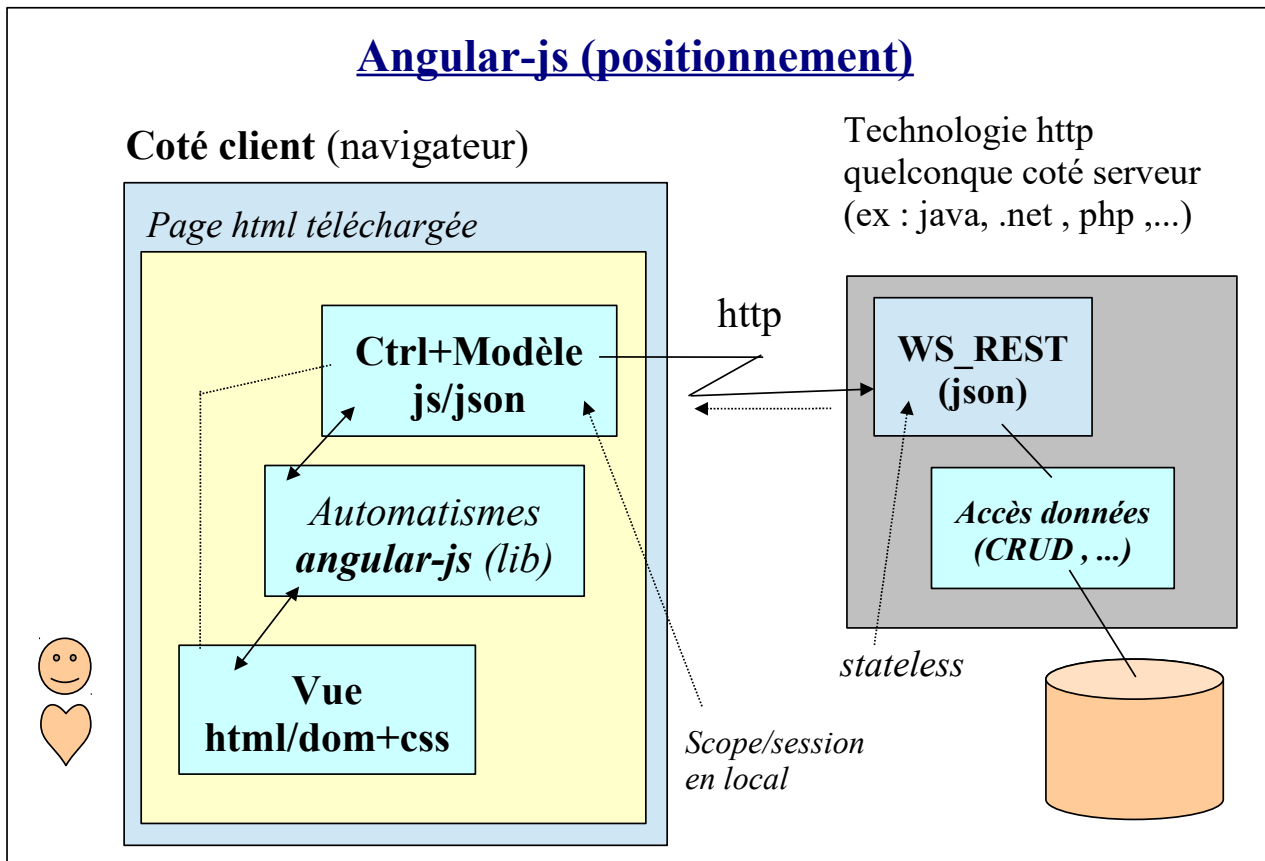 Angular-js (positionnement)
Coté client (navigateur)
Technologie http
quelconque coté serveur
(ex : java, .net , php ,...)
Page html téléchargée
Ctrl+Modèle
js/json
http
WS_REST
(json)
Automatismes
angular-js (lib)
Accès données
(CRUD , ...)
Vue
html/dom+css
stateless
Scope/session
en local